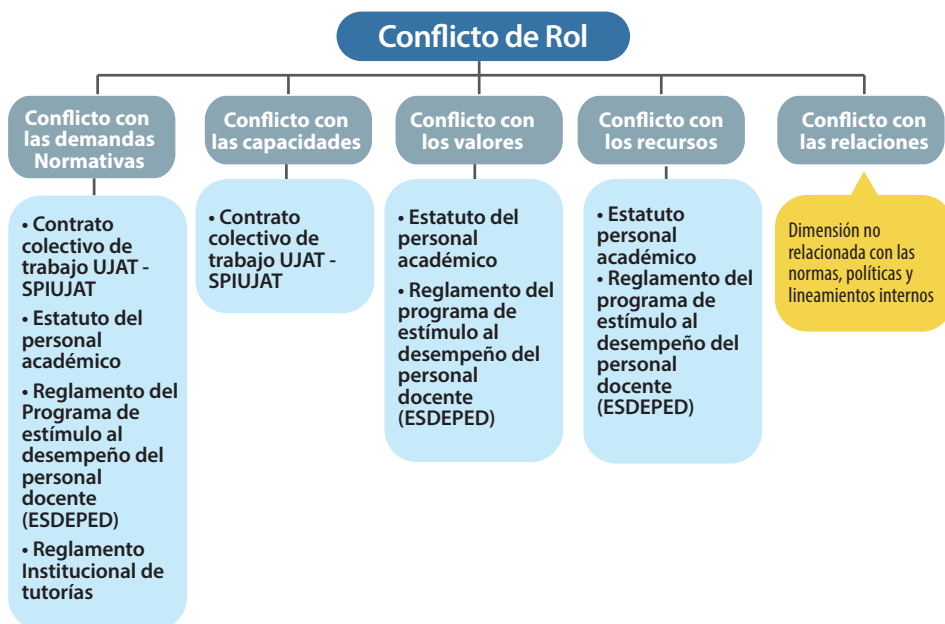 Conflicto de Rol
Conflicto con
las demandas
Normativas
• Contrato
colectivo de
trabajo UJAT -
SPIUJAT
• Estatuto del
personal
académico
• Reglamento del
Programa de
estímulo al
desempeño del
personal
docente
(ESDEPED)
• Reglamento
Institucional de
tutorías
Conflicto con
las capacidades
• Contrato
colectivo de
trabajo UJAT -
SPIUJAT
Conflicto con
los valores
• Estatuto del
personal
académico
• Reglamento del
programa de
estímulo al
desempeño del
personal
docente
(ESDEPED)
Conflicto con
los recursos
• Estatuto
personal
académico
• Reglamento del
programa de
estímulo al
desempeño del
personal
docente
(ESDEPED)
Conflicto con
las relaciones
Dimensión no
relacionada con las
normas, políticas y
lineamientos internos